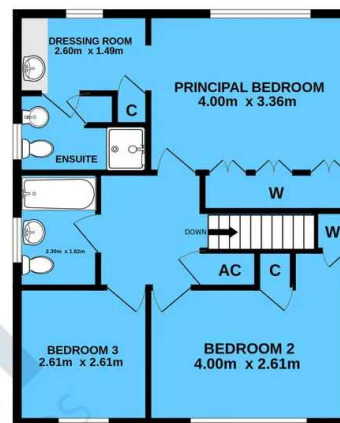 DRESSING ROOM
2.60m x 1.49m
PRINCIPAL BEDROOM
4.00m x 3.36m
C
ENSUITE
W
DOWN
W
2.30m x 1.62m
AC
C
BEDROOM 3
2.61m x 2.61m
BEDROOM 2
4.00m x 2.61m